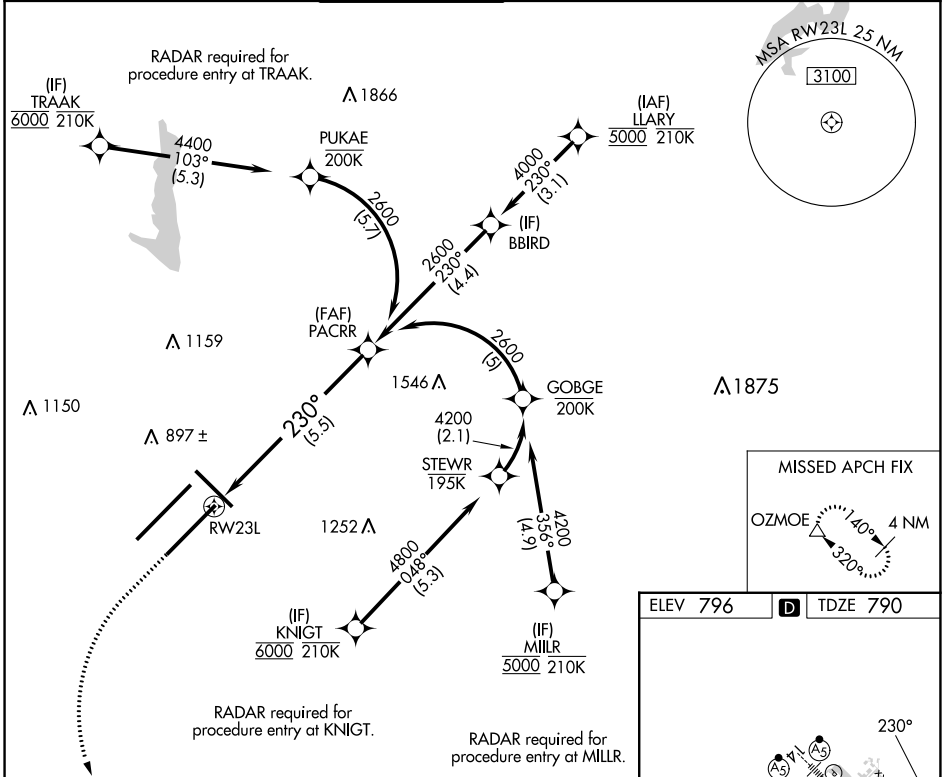 RADAR required for
procedure entry at TRAAK.
(IF)
TRAAK
6000 210K
4400
103°
(5.3)
1866
PUKAE
200K
2600
(5.7)
(IAF)
LLARY
5000 210K
4000
230°
(3.1)
(IF)
BBIRD
2600
230°
(4.4)
MSA RW23L 25 NM
3100
(FAF)
PACRR
1159
1150
897 ±
1546
2600
(5)
GOBGE
200K
1875
230°
(5.5)
4200
(2.1)
STEWR
195K
RW23L
1252
4800
048°
(5.3)
4200
356°
(4.9)
(IF)
KNIGT
6000 210K
(IF)
MIILR
5000 210K
RADAR required for
procedure entry at KNIGT.
RADAR required for
procedure entry at MILLR.
MISSED APCH FIX
OZMOE
140°
4 NM
320°
ELEV 796
D
TDZE 790
230°
A5
A5
14